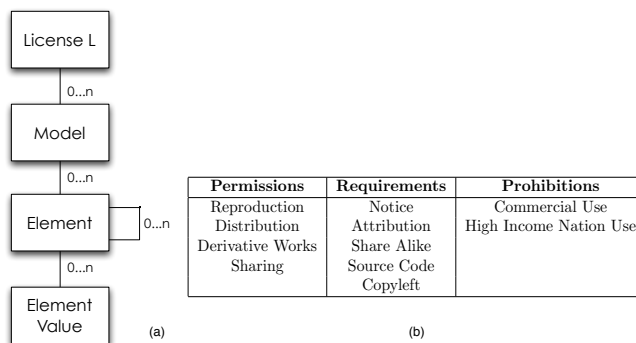 License L
0...n
Model
0...n
Element
0...n
0...n
Element
Value
(a)
Permissions Requirements Prohibitions
Reproduction Notice Commercial Use
Distribution Attribution High Income Nation Use
Derivative Works Share Alike
Sharing Source Code
Copyleft
(b)